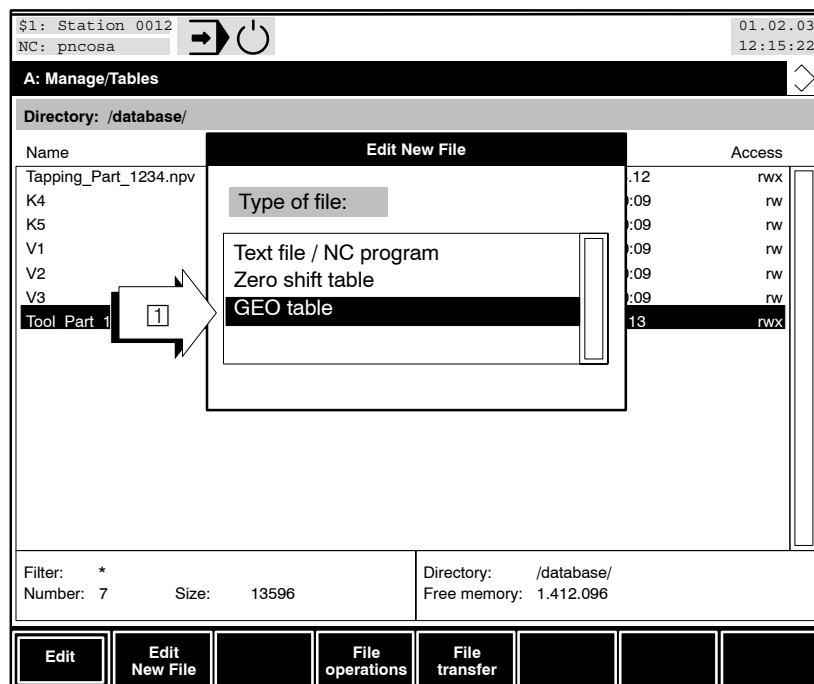 $1: Station 0012
NC: pncosa
01.02.03
12:15:22
A: Manage/Tables
Directory: /database/
Name
Access
Edit New File
Type of file:
Text file / NC program
Zero shift table
GEO table
1
Tapping_Part_1234.npv .12 rwx
K4 :09 rw
K5 :09 rw
V1 :09 rw
V2 :09 rw
V3 :09 rw
Tool Part 1 13 rwx
Filter: *
Number: 7 Size: 13596
Directory: /database/
Free memory: 1.412.096
Edit
Edit New File
File operations
File transfer